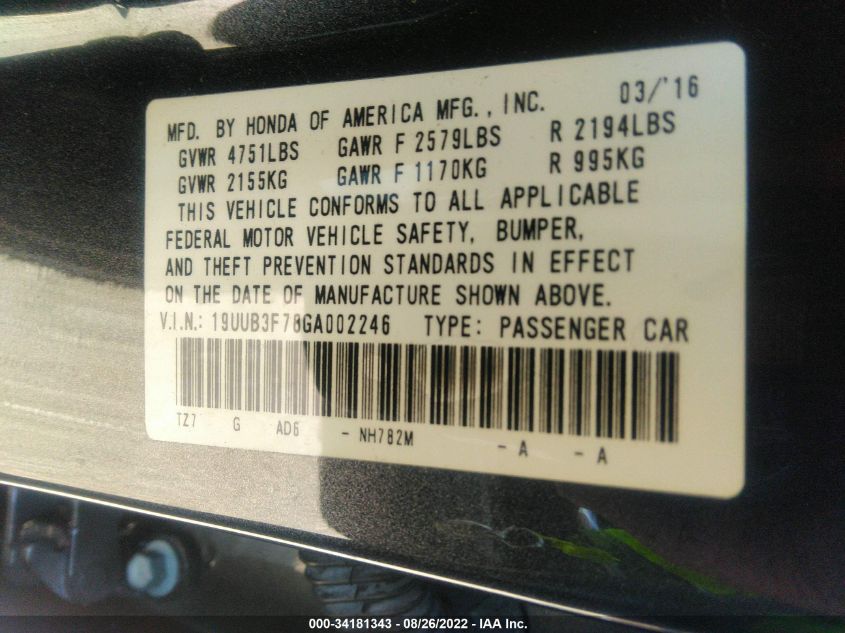 03/'16
MFD. BY HONDA OF AMERICA MFG., INC.
GVWR 4751LBS GAWR F 2579LBS R 2194LBS
GVWR 2155KG GAWR F 1170KG R 995KG
THIS VEHICLE CONFORMS TO ALL APPLICABLE
FEDERAL MOTOR VEHICLE SAFETY, BUMPER,
AND THEFT PREVENTION STANDARDS IN EFFECT
ON THE DATE OF MANUFACTURE SHOWN ABOVE.
V.I.N.: 19UUB3F78GA002246 TYPE: PASSENGER CAR
TZ7 G AD6 - NH782M - A - A
000-34181343 - 08/26/2022 - IAA Inc.